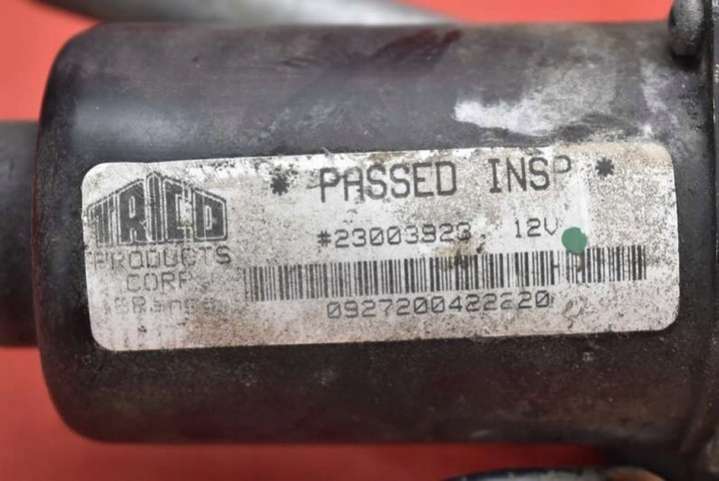 TRICO
PRODUCTS
CORP
* PASSED INSP *
#23003923 12V
0927200422220